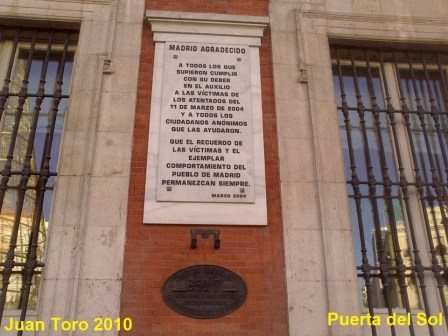 MADRID AGRADECIDO
A TODOS LOS QUE
SUPIERON CUMPLIR
CON SU DEBER
EN EL AUXILIO
A LAS VÍCTIMAS DE
LOS ATENTADOS DEL
11 DE MARZO DE 2004
Y A TODOS LOS
CIUDADANOS ANÓNIMOS
QUE LAS AYUDARON.
QUE EL RECUERDO DE
LAS VÍCTIMAS Y EL
EJEMPLAR
COMPORTAMIENTO DEL
PUEBLO DE MADRID
PERMANEZCAN SIEMPRE.
MARZO 2004
Juan Toro 2010
Puerta del Sol